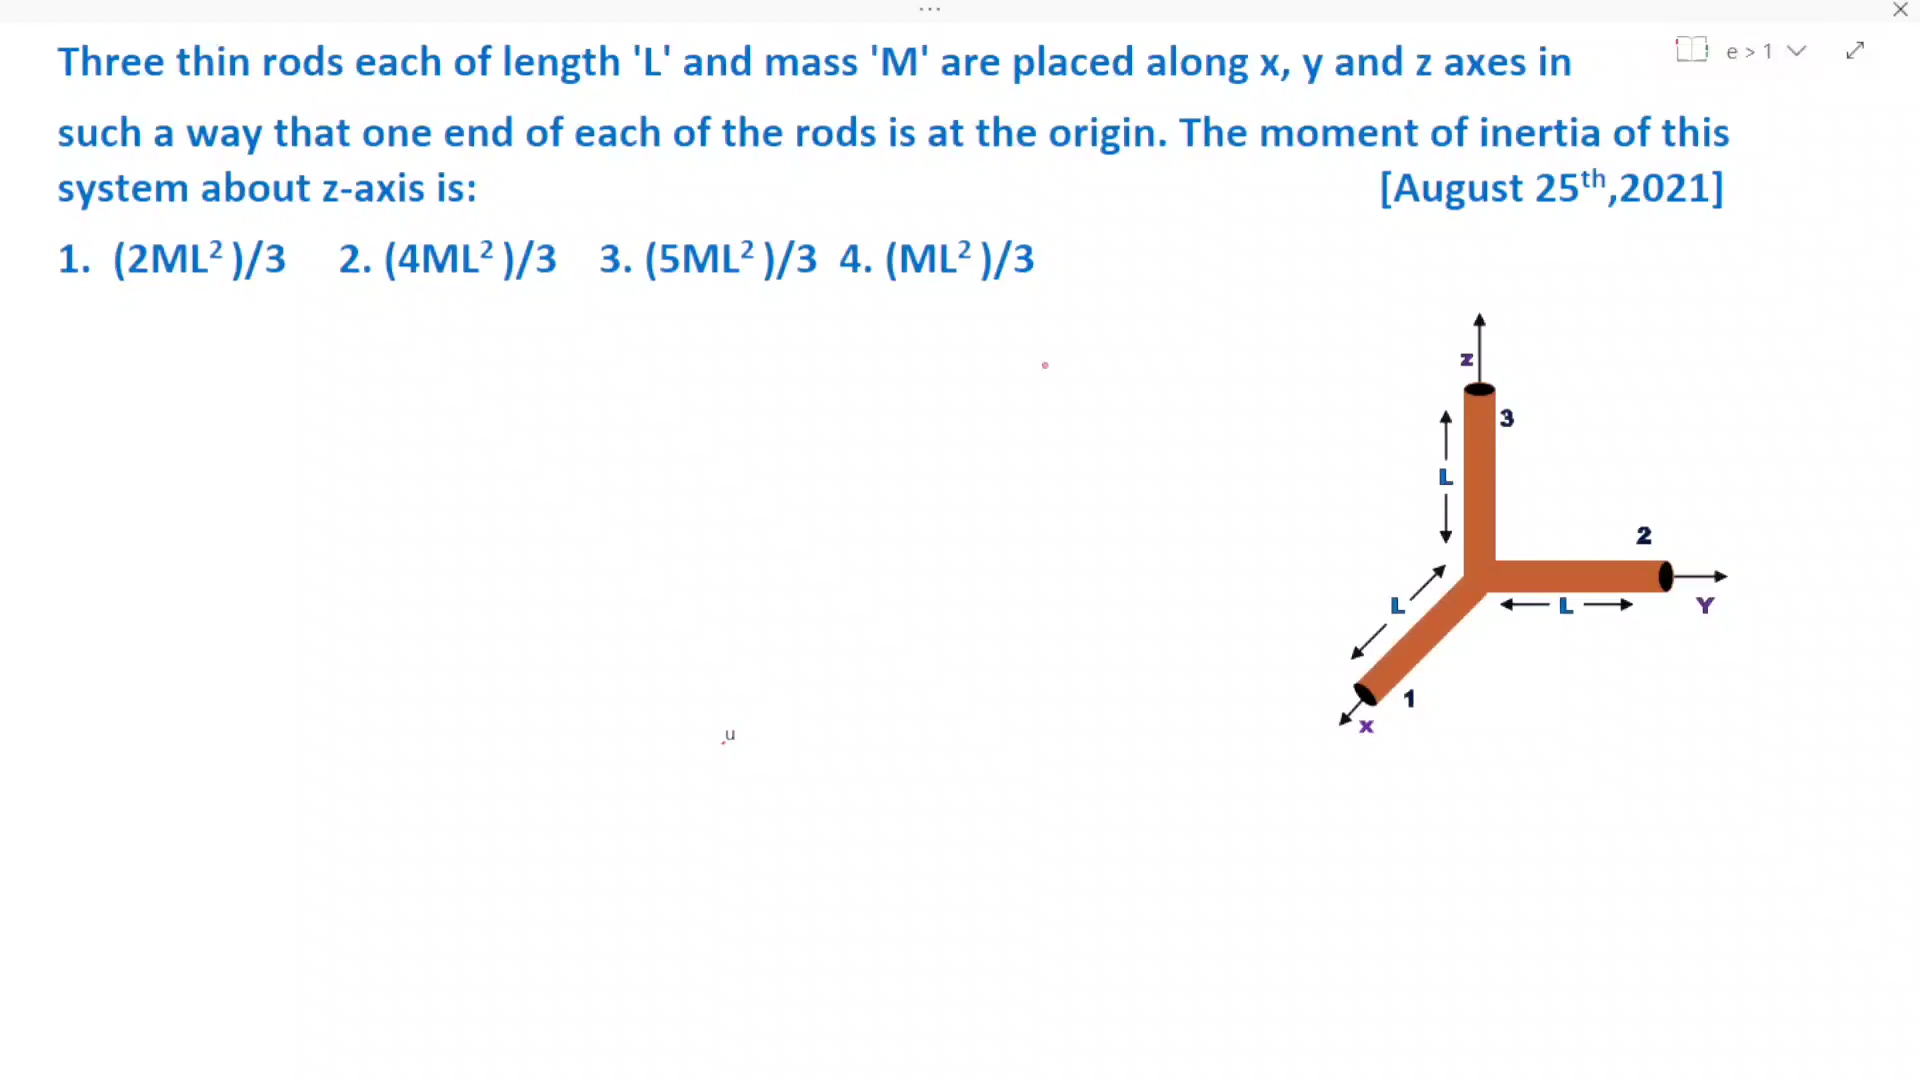 ...
Three thin rods each of length 'L' and mass 'M' are placed along x, y and z axes in
e > 1
such a way that one end of each of the rods is at the origin. The moment of inertia of this
system about z-axis is: [August 25th,2021]
1. (2ML² )/3 2. (4ML² )/3 3. (5ML² )/3 4. (ML² )/3
z
3
L
2
L
L
Y
1
x
u